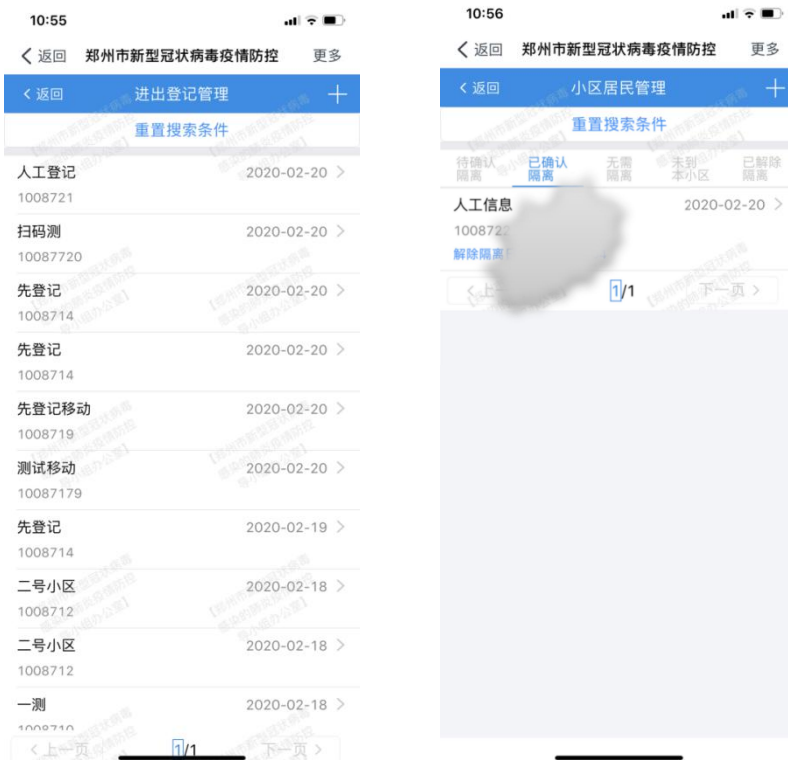 10:55
返回 郑州市新型冠状病毒疫情防控 更多
返回 进出登记管理
重置搜索条件
人工登记 2020-02-20
1008721
扫码测 2020-02-20
10087720
先登记 2020-02-20
1008714
先登记 2020-02-20
1008714
先登记移动 2020-02-20
1008719
测试移动 2020-02-20
10087179
先登记 2020-02-19
1008714
二号小区 2020-02-18
1008712
二号小区 2020-02-18
1008712
一测 2020-02-18
1008710
上一页 1/1 下一页
10:56
返回 郑州市新型冠状病毒疫情防控 更多
返回 小区居民管理
重置搜索条件
待确认 已确认 无需 未到 已解除
隔离 隔离 隔离 本小区 隔离
人工信息 2020-02-20
1008722
解除隔离
上一 1/1 下一页